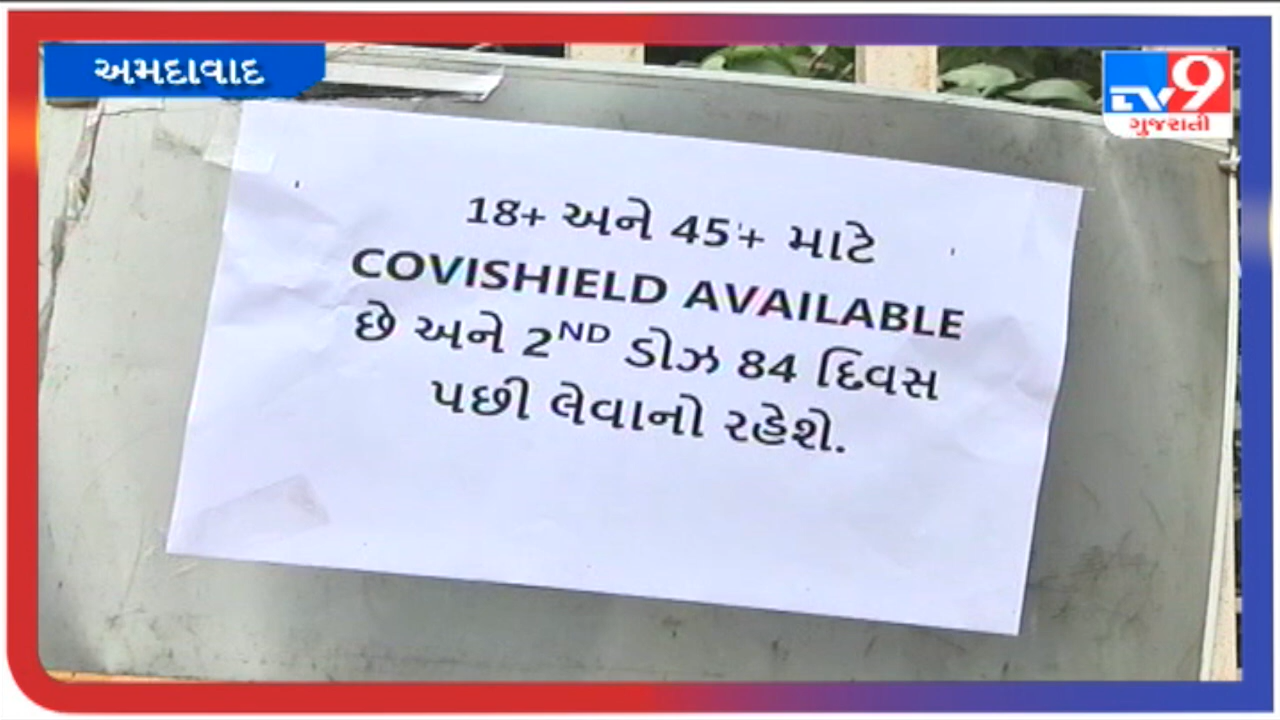 અમદાવાદ
TV9
ગુજરાતી
18+ અને 45+ માટે
COVISHIELD AVAILABLE
છે અને 2ND ડોઝ 84 દિવસ
પછી લેવાનો રહેશે.